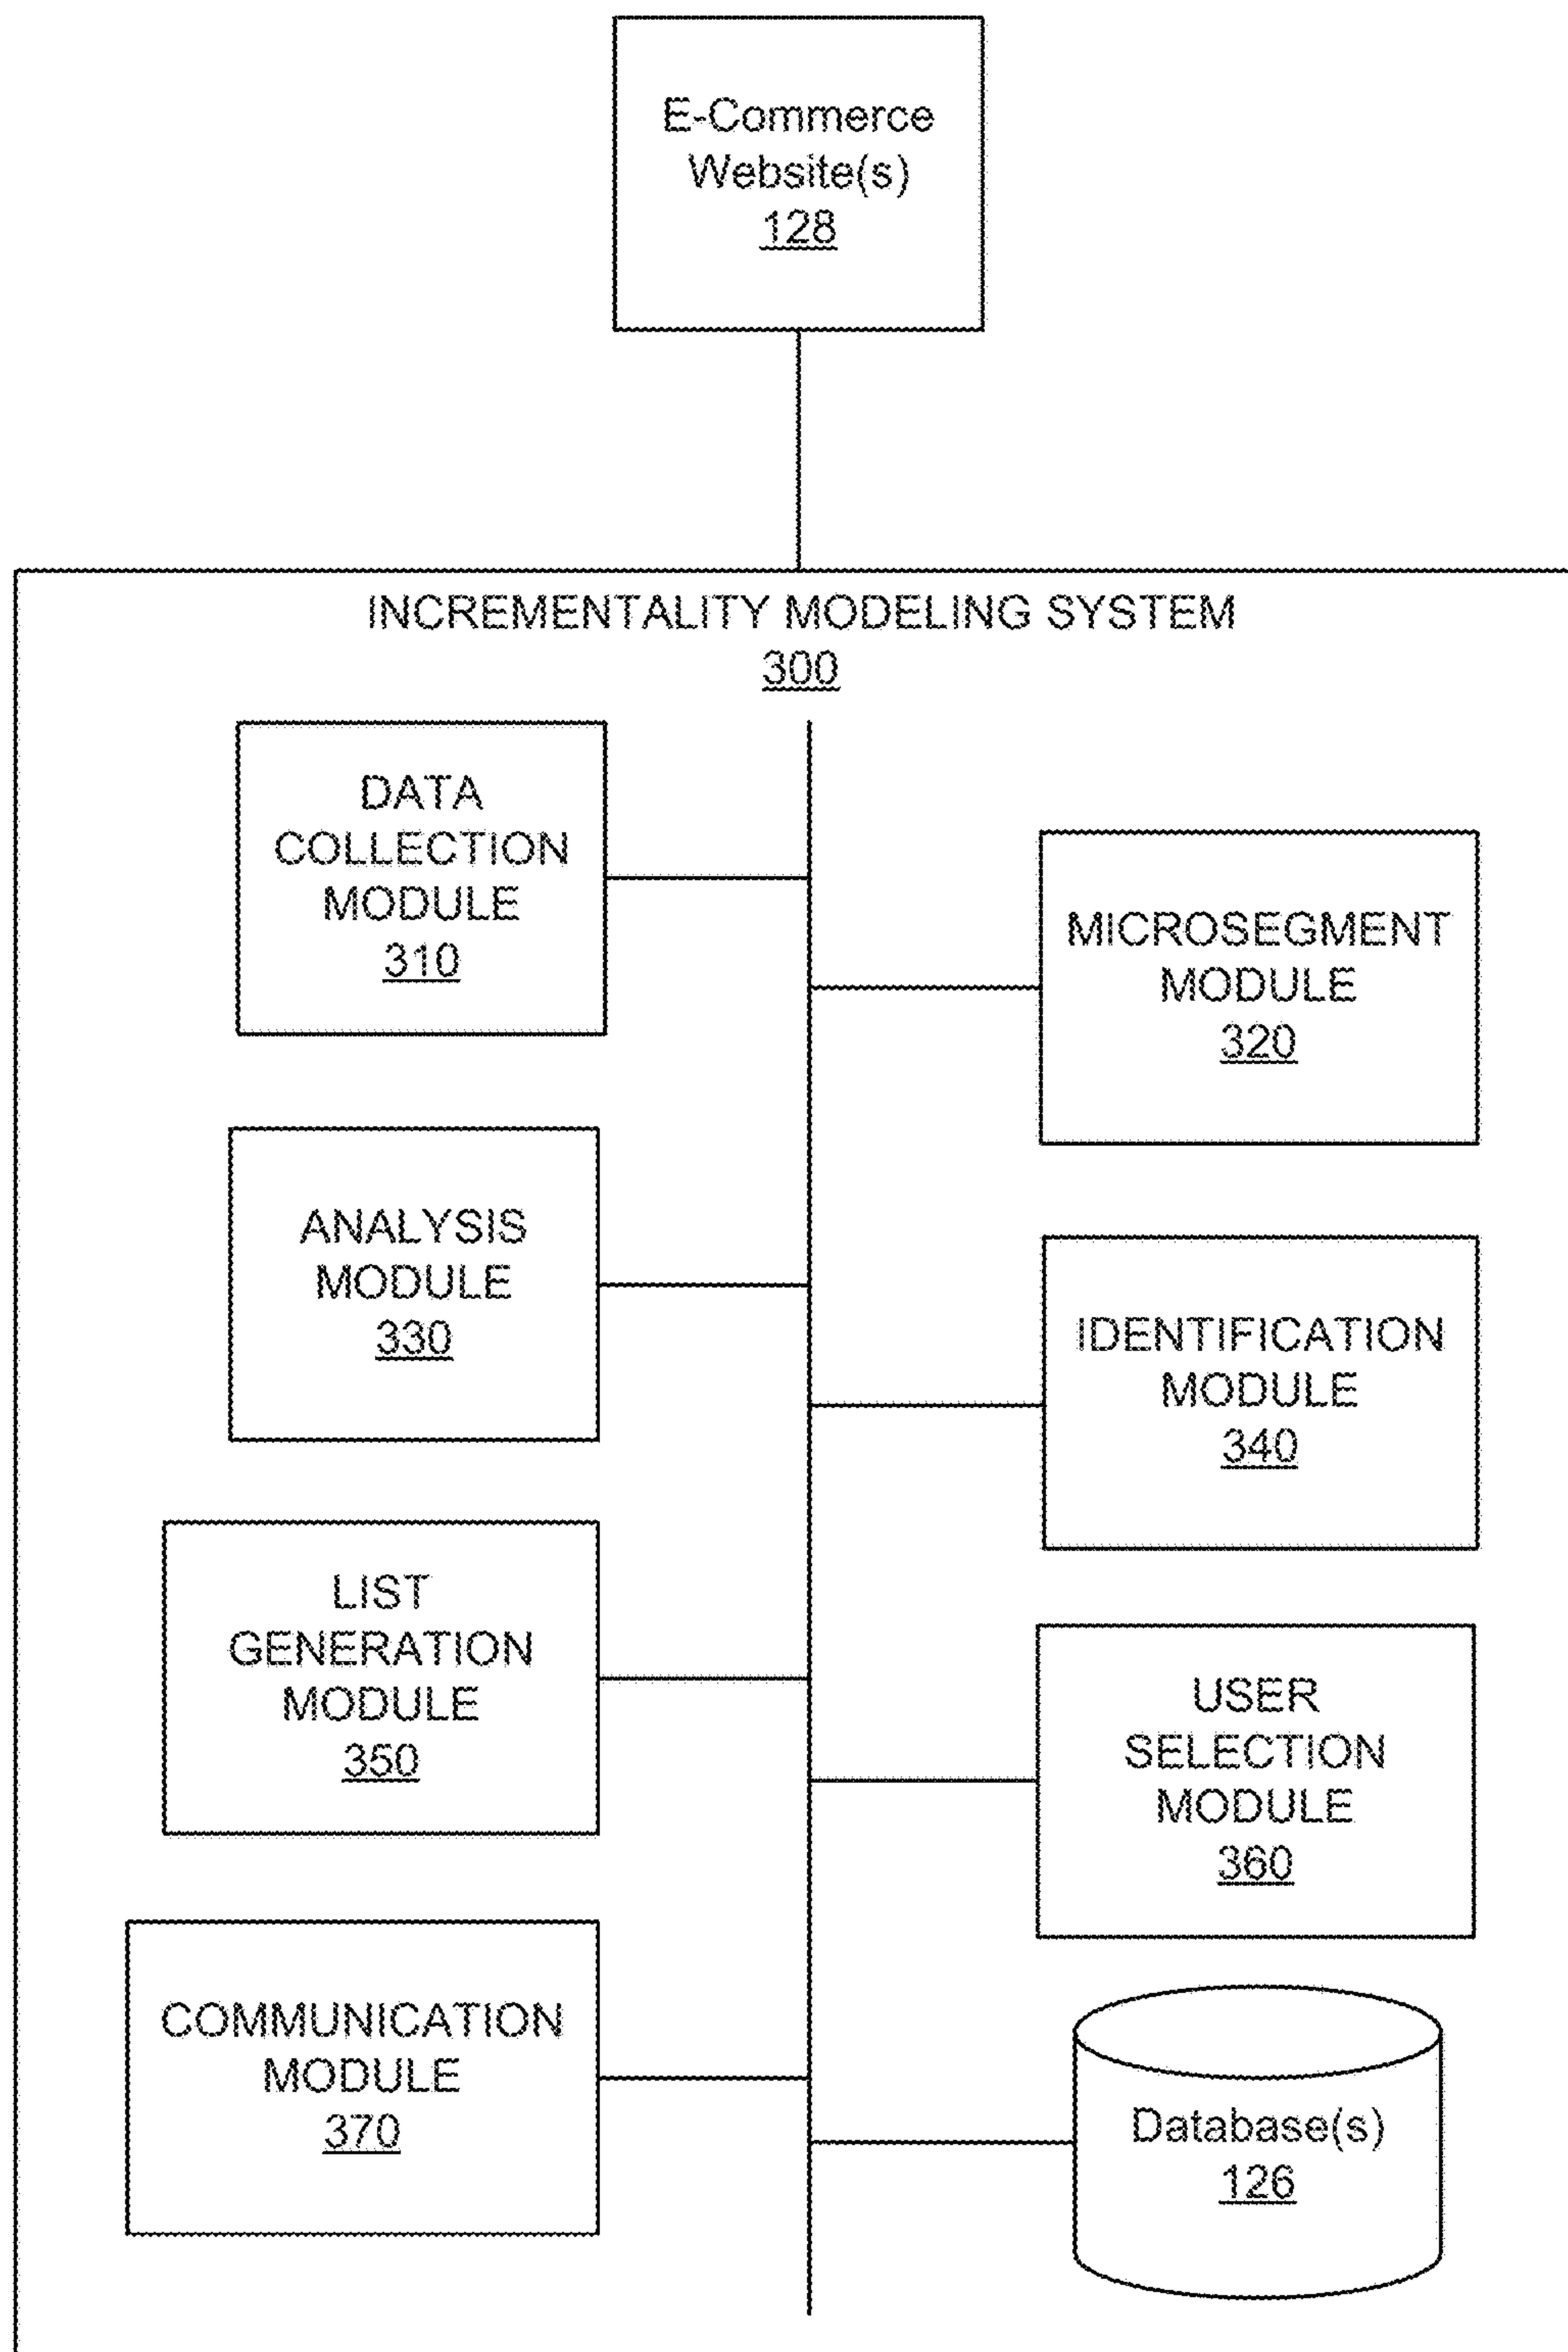 E-Commerce
Website(s)
128
INCREMENTALITY MODELING SYSTEM
300
DATA
COLLECTION
MODULE
310
MICROSEGMENT
MODULE
320
ANALYSIS
MODULE
330
IDENTIFICATION
MODULE
340
LIST
GENERATION
MODULE
350
USER
SELECTION
MODULE
360
COMMUNICATION
MODULE
370
Database(s)
126